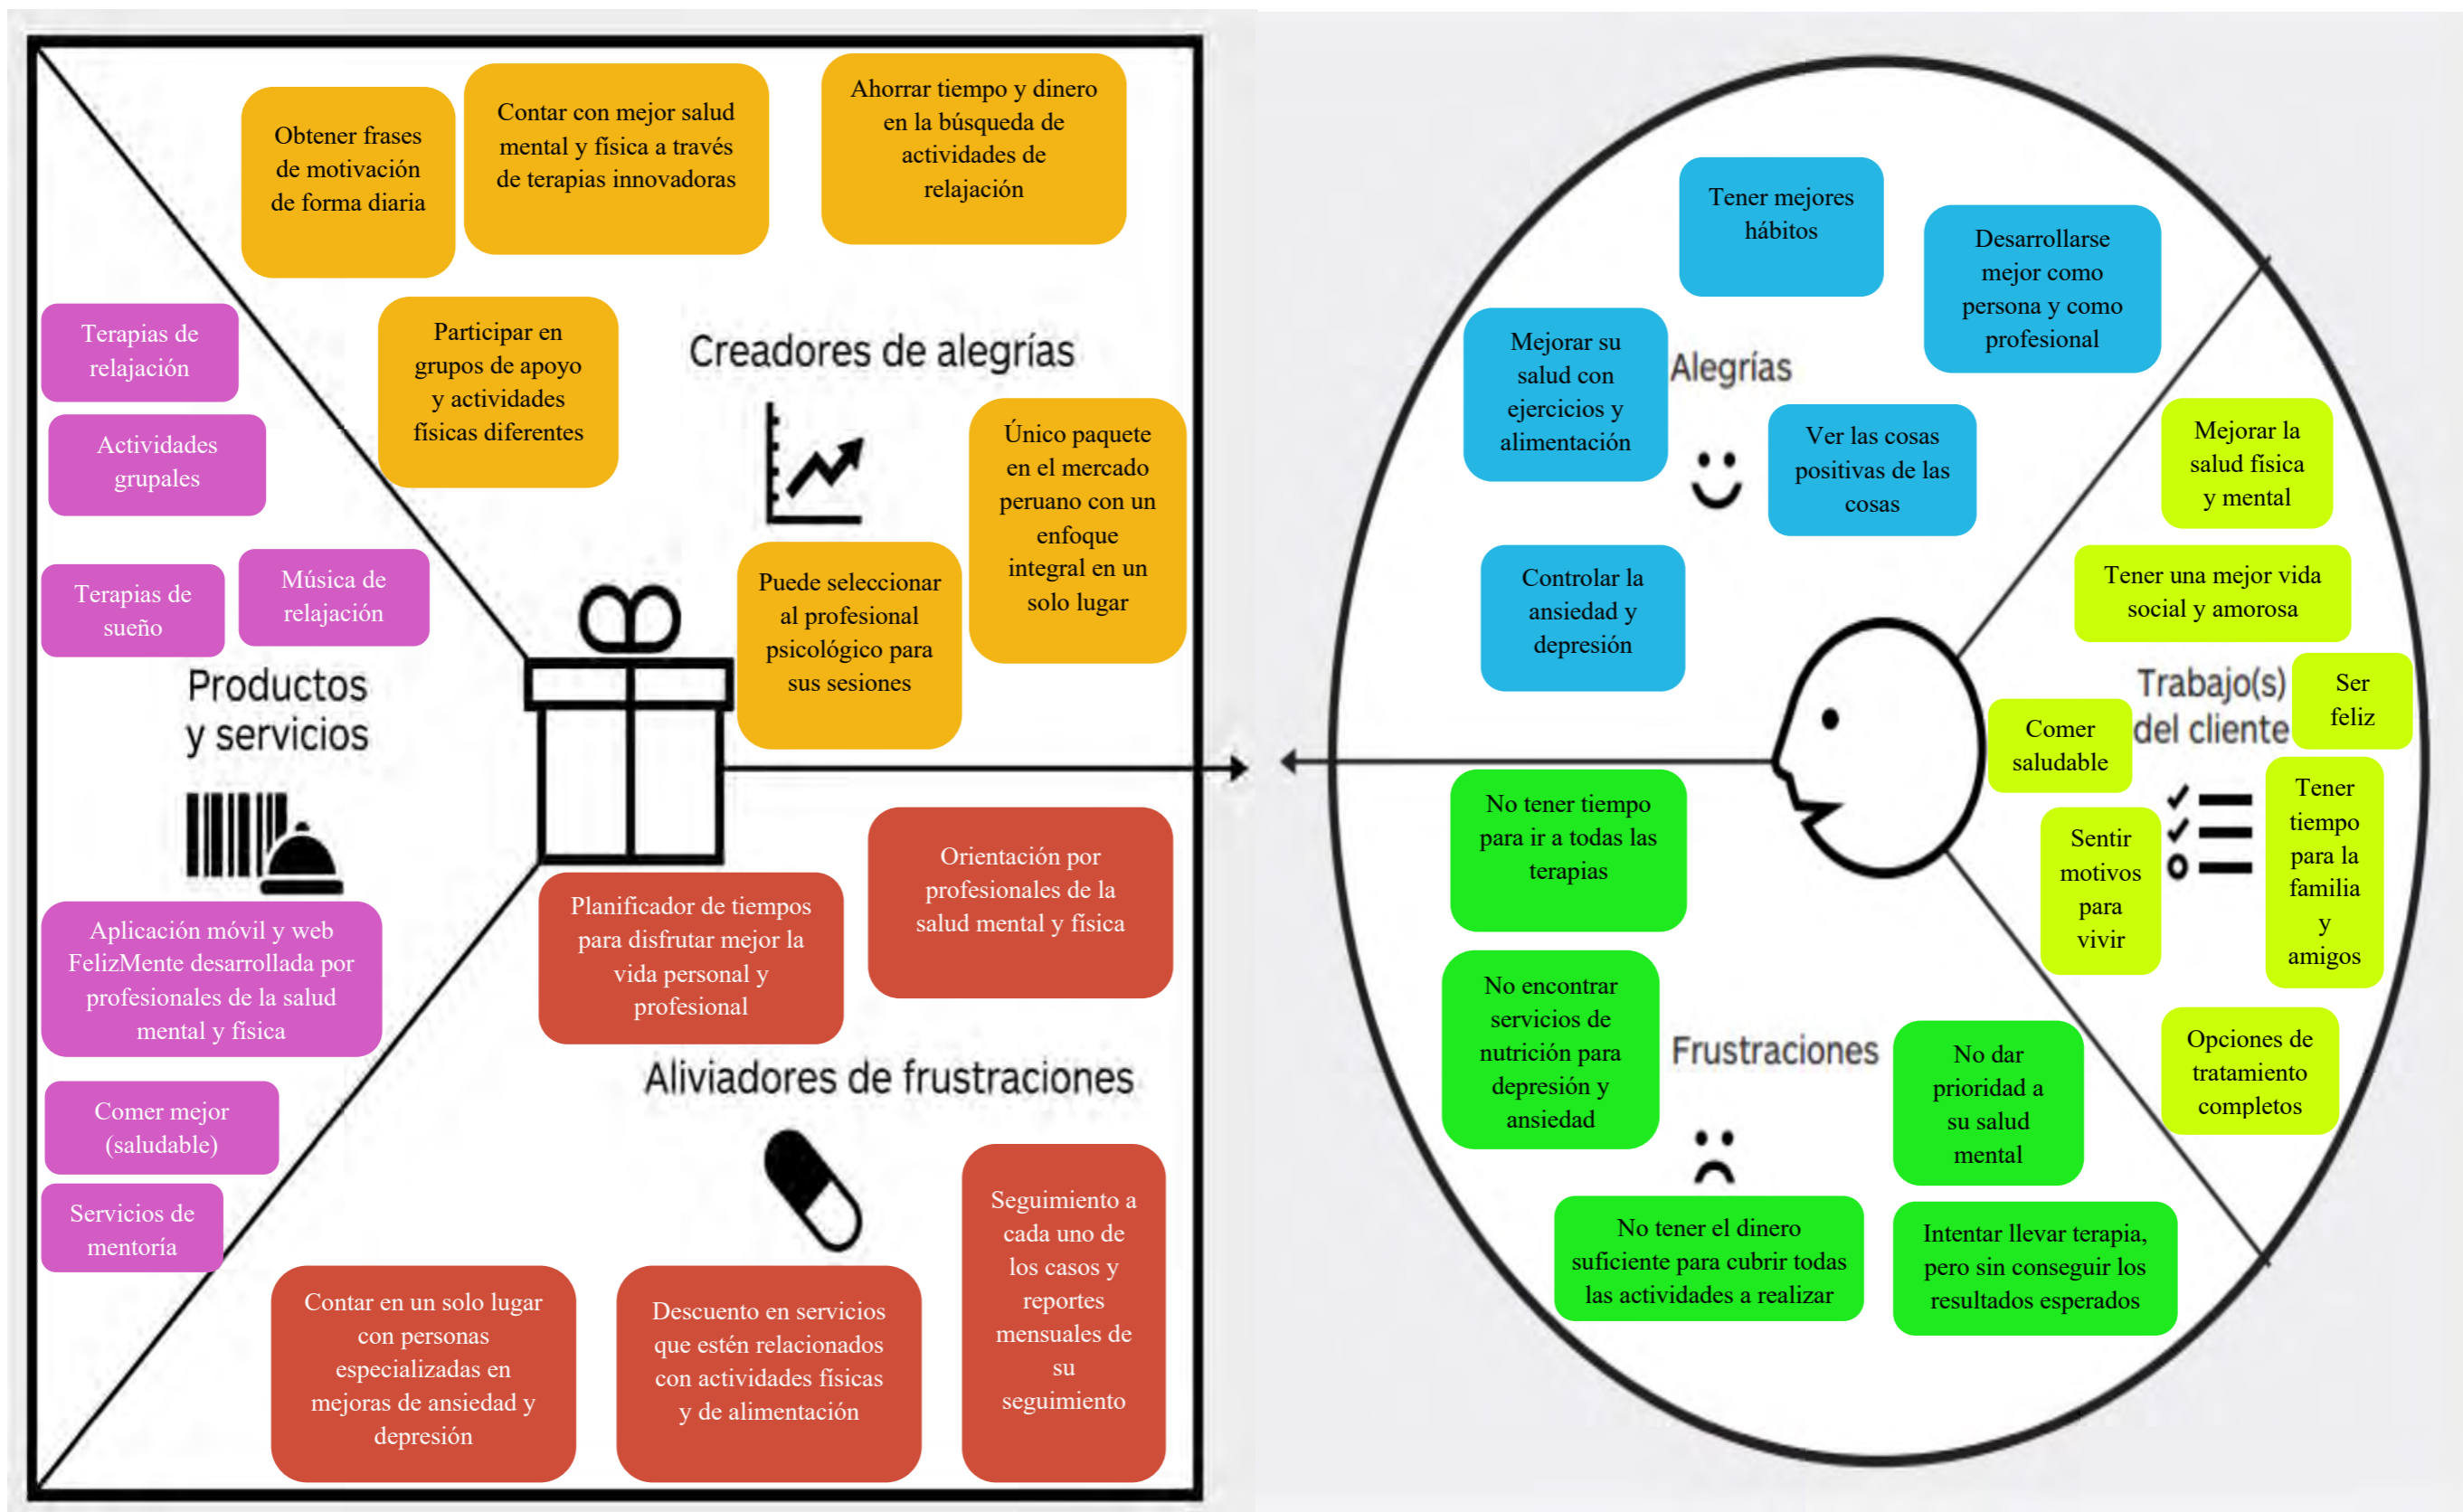 Obtener frases
de motivación
de forma diaria
Contar con mejor salud
mental y física a través
de terapias innovadoras
Ahorrar tiempo y dinero
en la búsqueda de
actividades de
relajación
Participar en
grupos de apoyo
y actividades
físicas diferentes
Creadores de alegrías
Único paquete
en el mercado
peruano con un
enfoque
integral en un
solo lugar
Puede seleccionar
al profesional
psicológico para
sus sesiones
Terapias de
relajación
Actividades
grupales
Terapias de
sueño
Música de
relajación
Productos
y servicios
Aplicación móvil y web
FelizMente desarrollada por
profesionales de la salud
mental y física
Comer mejor
(saludable)
Servicios de
mentoría
Planificador de tiempos
para disfrutar mejor la
vida personal y
profesional
Orientación por
profesionales de la
salud mental y física
Aliviadores de frustraciones
Contar en un solo lugar
con personas
especializadas en
mejoras de ansiedad y
depresión
Descuento en servicios
que estén relacionados
con actividades físicas
y de alimentación
Seguimiento a
cada uno de
los casos y
reportes
mensuales de
su
seguimiento
Tener mejores
hábitos
Desarrollarse
mejor como
persona y como
profesional
Mejorar su
salud con
ejercicios y
alimentación
Alegrías
Ver las cosas
positivas de las
cosas
Controlar la
ansiedad y
depresión
Mejorar la
salud física
y mental
Tener una mejor vida
social y amorosa
Trabajo(s)
del cliente
Ser
feliz
Comer
saludable
Sentir
motivos
para
vivir
Tener
tiempo
para la
familia
y
amigos
Opciones de
tratamiento
completos
No tener tiempo
para ir a todas las
terapias
No encontrar
servicios de
nutrición para
depresión y
ansiedad
Frustraciones
No dar
prioridad a
su salud
mental
No tener el dinero
suficiente para cubrir todas
las actividades a realizar
Intentar llevar terapia,
pero sin conseguir los
resultados esperados